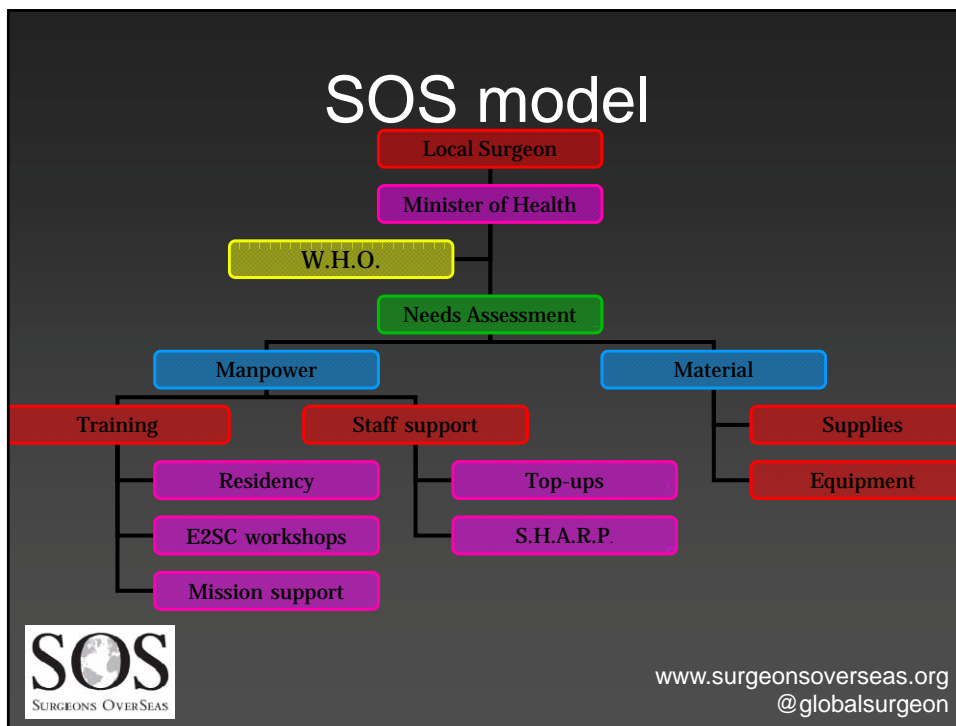 SOS model
Local Surgeon
Minister of Health
W.H.O.
Needs Assessment
Manpower
Material
Training
Staff support
Supplies
Residency
Top-ups
Equipment
E2SC workshops
S.H.A.R.P.
Mission support
SOS
SURGEONS OVERSEAS
www.surgeonsoverseas.org
@globalsurgeon